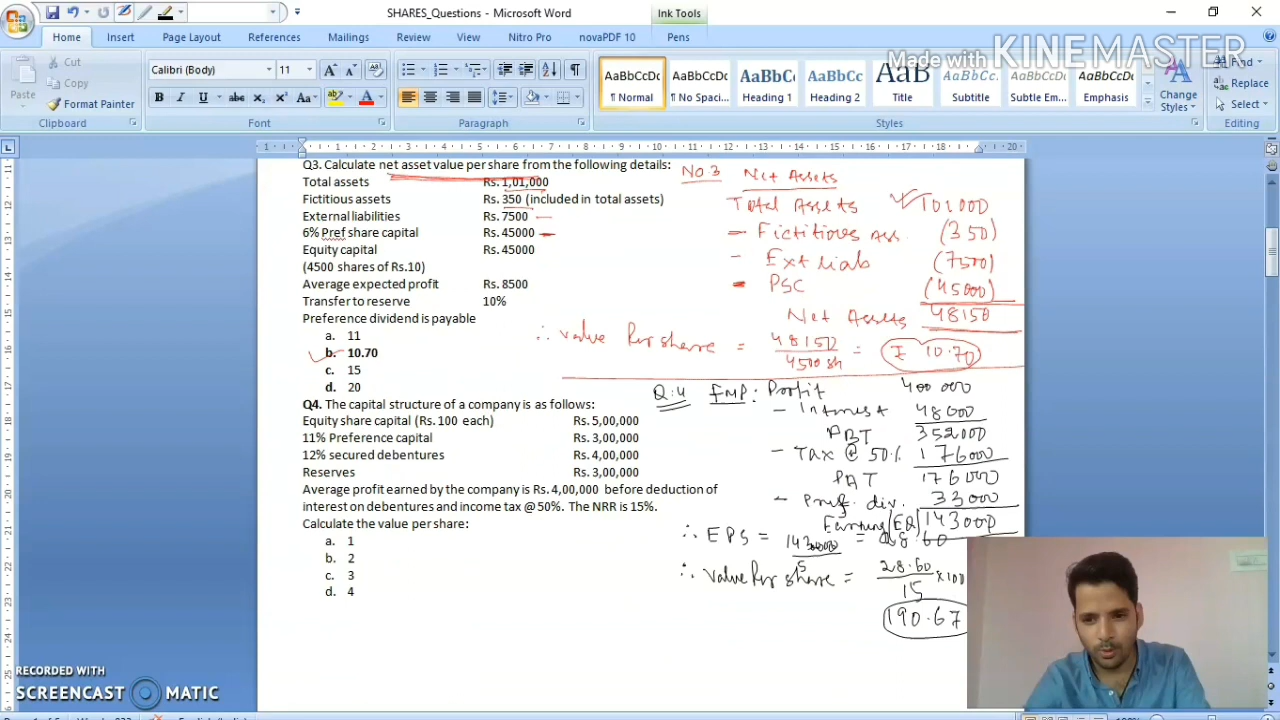 SHARES_Questions - Microsoft Word
Ink Tools
Home Insert Page Layout References Mailings Review View Nitro Pro novaPDF 10 Pens
Made with KINEMASTER
Cut
Copy
Format Painter
Paste
Clipboard
Calibri (Body) 11
Font
Paragraph
AaBbCcDc AaBbCcDc AaBbCc AaBbCc AaB AaBbCc AaBbCcDc AaBbCcDc
¶ Normal ¶ No Spaci... Heading 1 Heading 2 Title Subtitle Subtle Em... Emphasis
Change Styles
Styles
Find
Replace
Select
Editing
Q3. Calculate net asset value per share from the following details:
Total assets Rs. 1,01,000
Fictitious assets Rs. 350 (included in total assets)
External liabilities Rs. 7500
6% Pref share capital Rs. 45000
Equity capital Rs. 45000
(4500 shares of Rs.10)
Average expected profit Rs. 8500
Transfer to reserve 10%
Preference dividend is payable
a. 11
b. 10.70
c. 15
d. 20
No 3 Net Assets
Total Assets 101000
- Fictitious Ass. (350)
- Ext liab (7500)
- PSC (45000)
Net Assets 48150
∴ value Per share = 48150 / 4500 sh = ₹ 10.70
Q4. The capital structure of a company is as follows:
Equity share capital (Rs. 100 each) Rs. 5,00,000
11% Preference capital Rs. 3,00,000
12% secured debentures Rs. 4,00,000
Reserves Rs. 3,00,000
Average profit earned by the company is Rs. 4,00,000 before deduction of
interest on debentures and income tax @ 50%. The NRR is 15%.
Calculate the value per share:
a. 1
b. 2
c. 3
d. 4
Q:4 FMP: Profit 400 000
- Interest 48000
PBT 352000
- Tax @ 50% 176000
PAT 176000
- Pref. div. 33000
Earning 143000
∴ EPS = = 28.60
∴ Value Per share = 28.60 / 15 ×100
190.67
RECORDED WITH
SCREENCAST MATIC